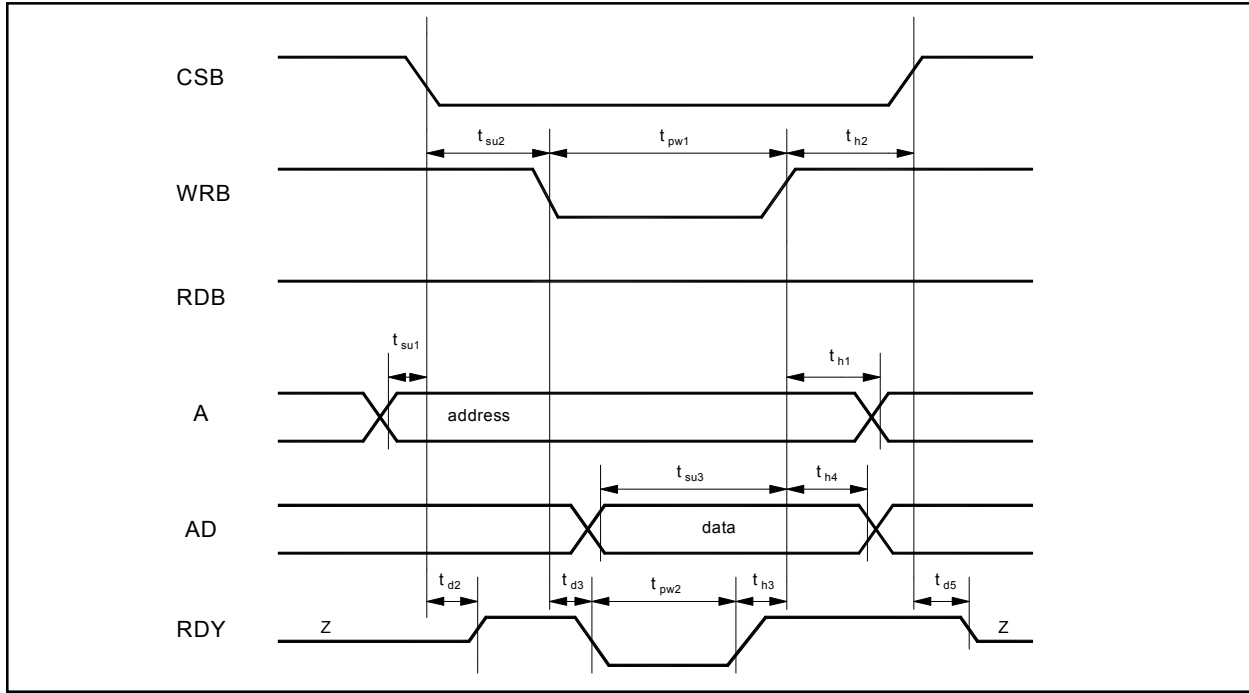 CSB
t su2 t pw1 t h2
WRB
RDB
t su1 t h1
A address
t su3 t h4
AD data
t d2 t d3 t pw2 t h3 t d5
RDY Z Z